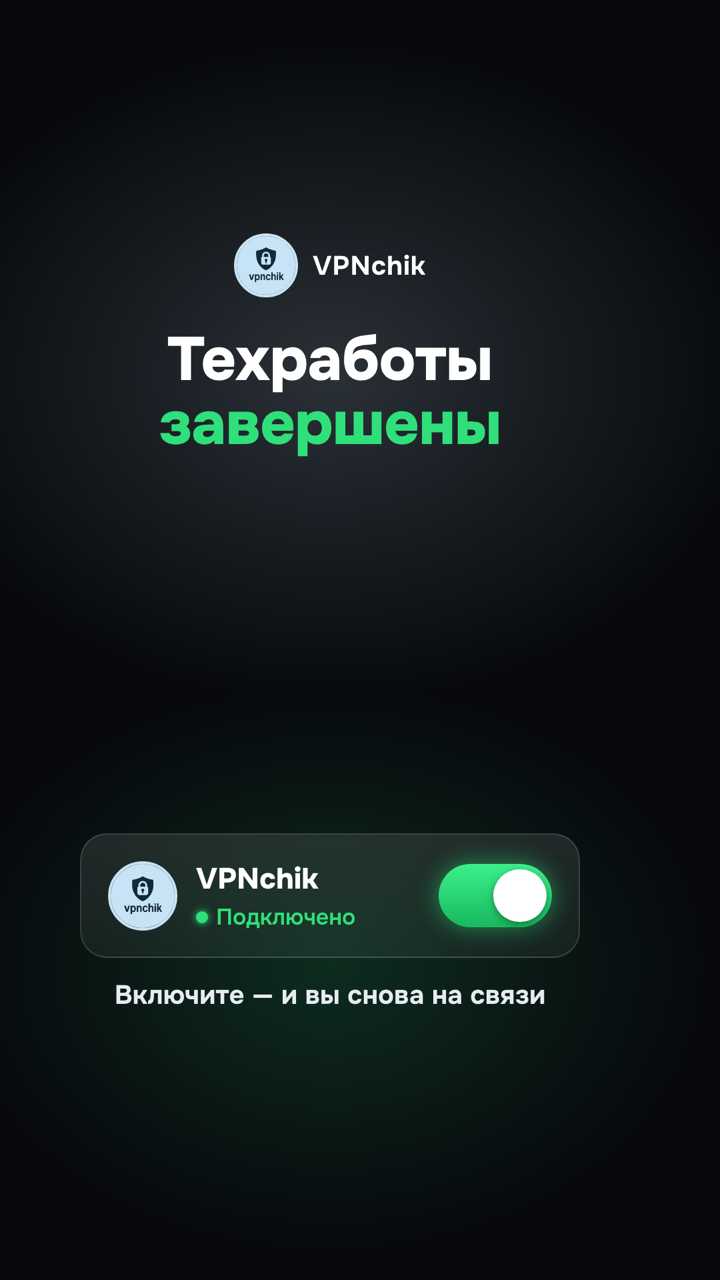 vpnchik
VPNchik
Техработы
завершены
vpnchik
VPNchik
Подключено
Включите — и вы снова на связи